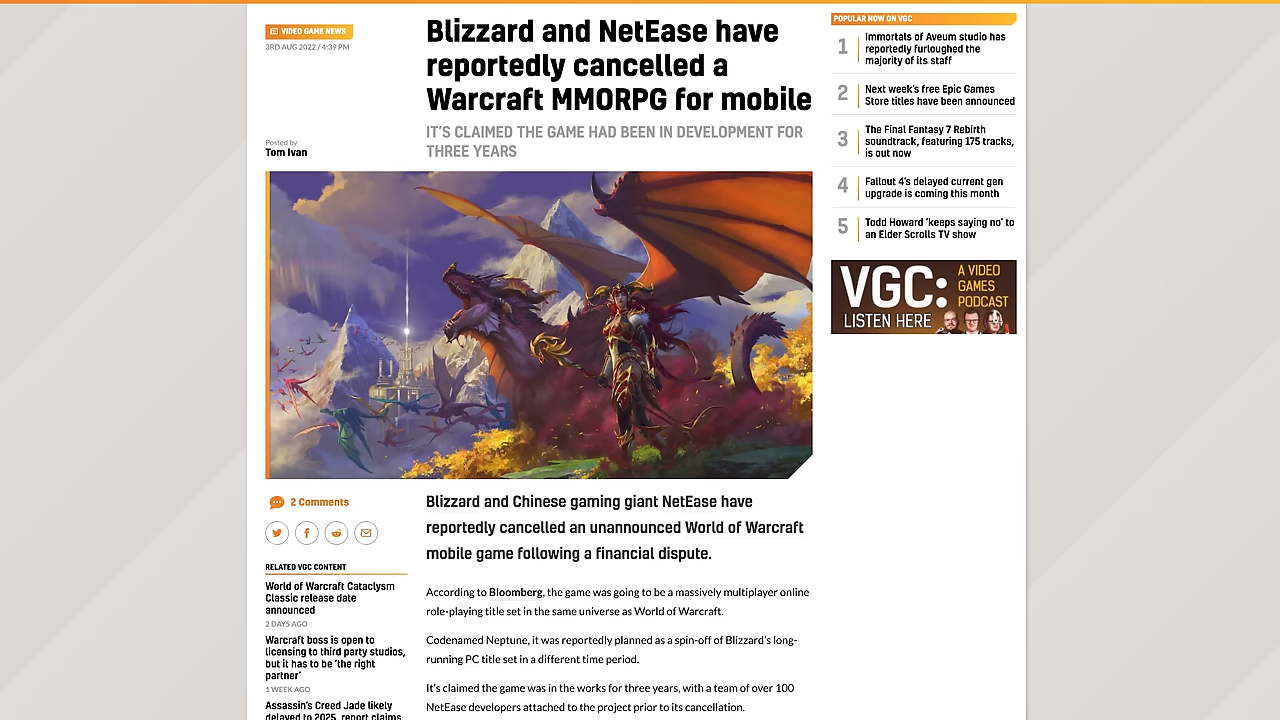 VIDEO GAME NEWS
3RD AUG 2022 / 4:39 PM
Posted by
Tom Ivan
Blizzard and NetEase have
reportedly cancelled a
Warcraft MMORPG for mobile
IT'S CLAIMED THE GAME HAD BEEN IN DEVELOPMENT FOR
THREE YEARS
2 Comments
RELATED VGC CONTENT
World of Warcraft Cataclysm
Classic release date
announced
2 DAYS AGO
Warcraft boss is open to
licensing to third party studios,
but it has to be 'the right
partner'
1 WEEK AGO
Assassin's Creed Jade likely
delayed to 2025, report claims
Blizzard and Chinese gaming giant NetEase have
reportedly cancelled an unannounced World of Warcraft
mobile game following a financial dispute.
According to Bloomberg, the game was going to be a massively multiplayer online
role-playing title set in the same universe as World of Warcraft.
Codenamed Neptune, it was reportedly planned as a spin-off of Blizzard's long-
running PC title set in a different time period.
It's claimed the game was in the works for three years, with a team of over 100
NetEase developers attached to the project prior to its cancellation.
POPULAR NOW ON VGC
1
Immortals of Aveum studio has
reportedly furloughed the
majority of its staff
2
Next week's free Epic Games
Store titles have been announced
3
The Final Fantasy 7 Rebirth
soundtrack, featuring 175 tracks,
is out now
4
Fallout 4's delayed current gen
upgrade is coming this month
5
Todd Howard 'keeps saying no' to
an Elder Scrolls TV show
VGC:
A VIDEO
GAMES
PODCAST
LISTEN HERE